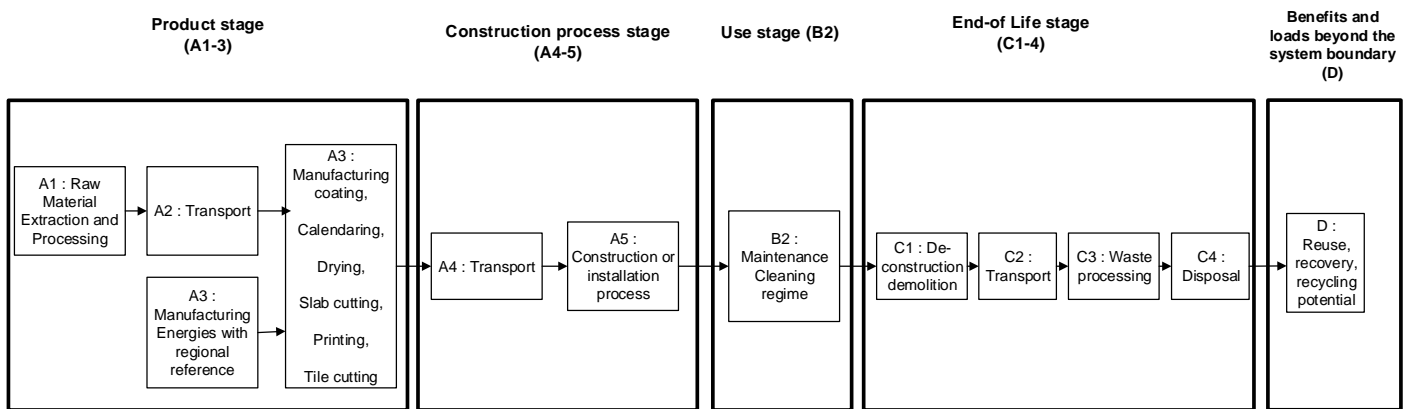 Product stage
(A1-3)
Construction process stage
(A4-5)
Use stage (B2)
End-of Life stage
(C1-4)
Benefits and
loads beyond the
system boundary
(D)
A1 : Raw
Material
Extraction and
Processing
A2 : Transport
A3 :
Manufacturing
Energies with
regional
reference
A3 :
Manufacturing
coating,
Calendaring,
Drying,
Slab cutting,
Printing,
Tile cutting
A4 : Transport
A5 :
Construction or
installation
process
B2 :
Maintenance
Cleaning
regime
C1 : De-
construction
demolition
C2 :
Transport
C3 : Waste
processing
C4 :
Disposal
D :
Reuse,
recovery,
recycling
potential